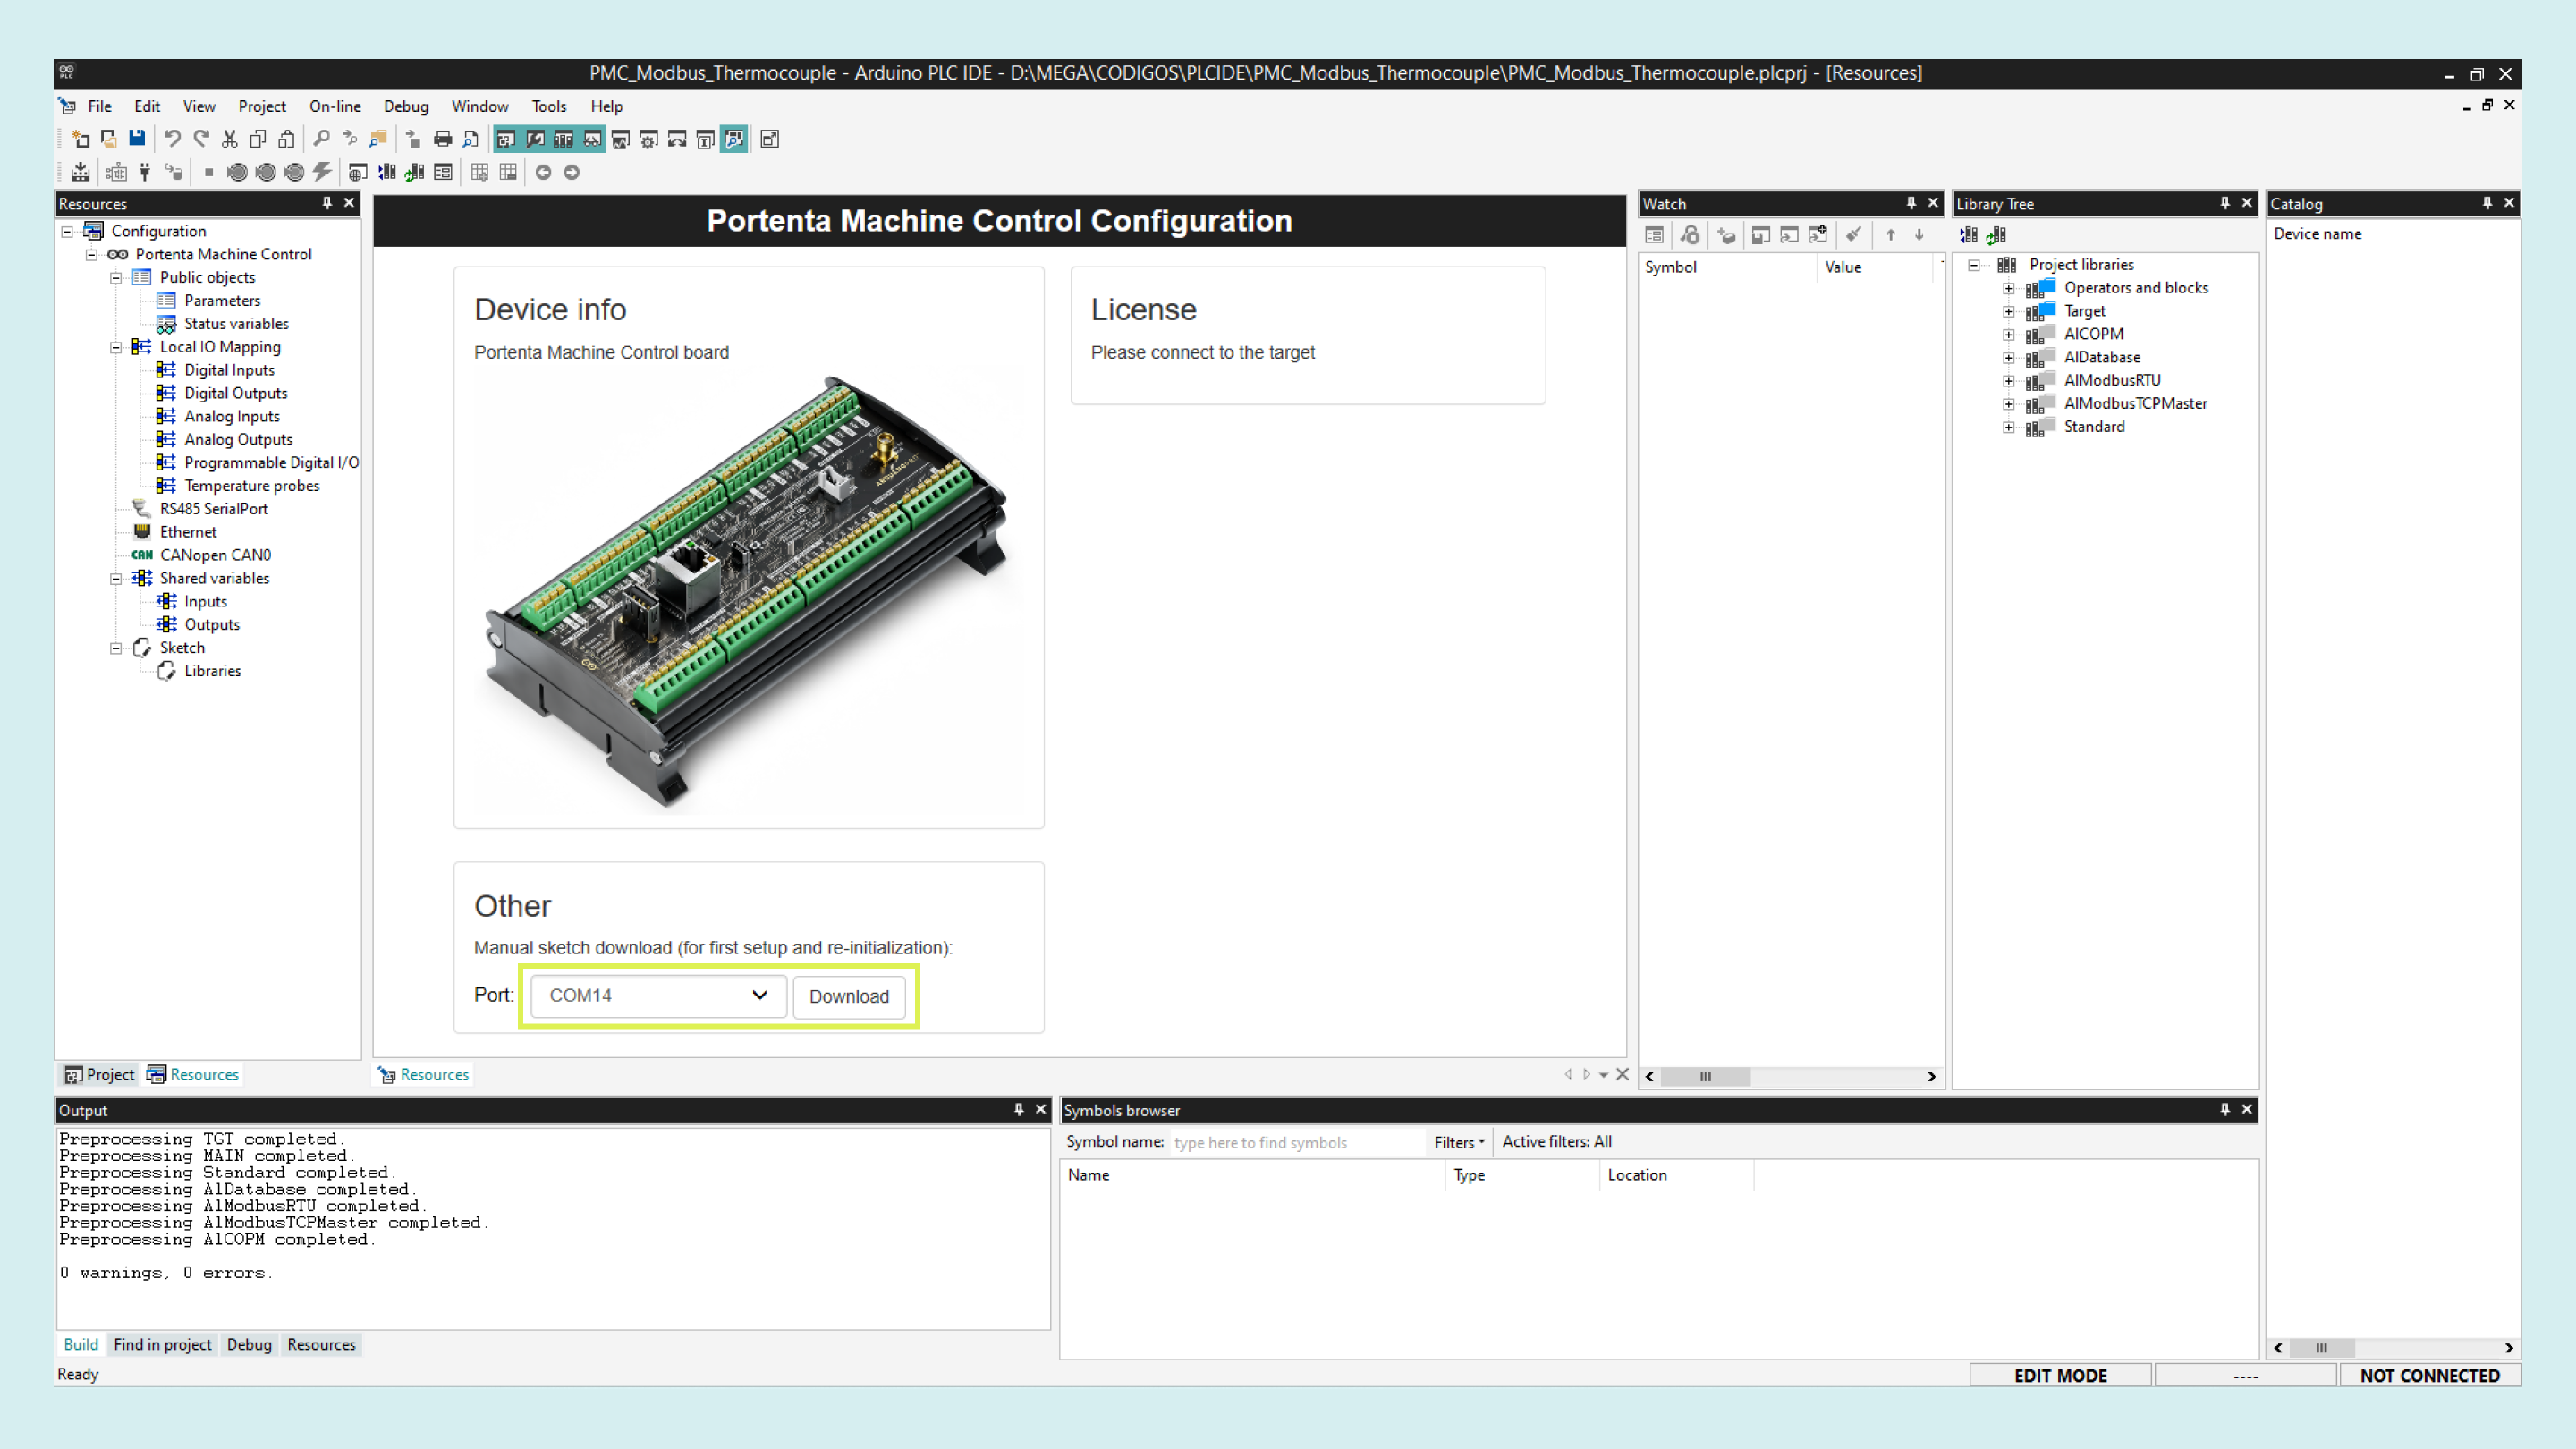 PMC_Modbus_Thermocouple - Arduino PLC IDE - D:\MEGA\CODIGOS\PLCIDE\PMC_Modbus_Thermocouple\PMC_Modbus_Thermocouple.plcprj - [Resources]
File Edit View Project On-line Debug Window Tools Help
Resources
Configuration
Portenta Machine Control
Public objects
Parameters
Status variables
Local IO Mapping
Digital Inputs
Digital Outputs
Analog Inputs
Analog Outputs
Programmable Digital I/O
Temperature probes
RS485 SerialPort
Ethernet
CAN CANopen CAN0
Shared variables
Inputs
Outputs
Sketch
Libraries
Project Resources
Portenta Machine Control Configuration
Device info
Portenta Machine Control board
License
Please connect to the target
Other
Manual sketch download (for first setup and re-initialization):
Port: COM14 Download
Resources
Watch
Symbol Value
Library Tree
Project libraries
Operators and blocks
Target
AlCOPM
AlDatabase
AlModbusRTU
AlModbusTCPMaster
Standard
Catalog
Device name
Output
Preprocessing TGT completed.
Preprocessing MAIN completed.
Preprocessing Standard completed.
Preprocessing AlDatabase completed.
Preprocessing AlModbusRTU completed.
Preprocessing AlModbusTCPMaster completed.
Preprocessing AlCOPM completed.
0 warnings, 0 errors.
Build Find in project Debug Resources
Symbols browser
Symbol name: type here to find symbols Filters Active filters: All
Name Type Location
Ready
EDIT MODE ---- NOT CONNECTED